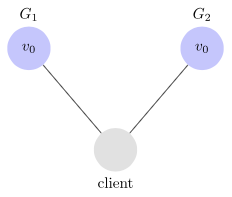 G₁ G₂
v₀ v₀
client